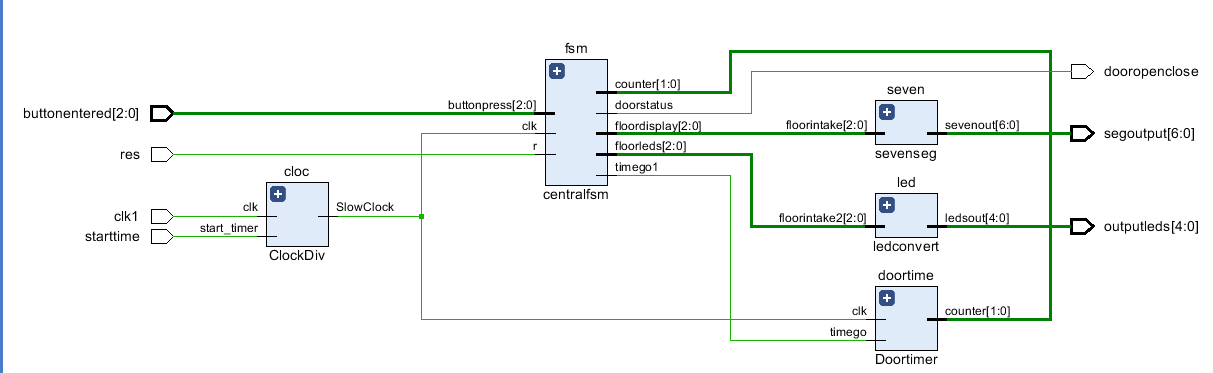 fsm
counter[1:0]
dooropenclose
seven
buttonentered[2:0]
buttonpress[2:0]
doorstatus
clk
floordisplay[2:0]
floorintake[2:0]
sevenout[6:0]
segoutput[6:0]
res
r
floorleds[2:0]
sevenseg
timego1
cloc
centralfsm
led
clk
SlowClock
clk1
floorintake2[2:0]
ledsout[4:0]
outputleds[4:0]
starttime
start_timer
ledconvert
ClockDiv
doortime
clk
counter[1:0]
timego
Doortimer